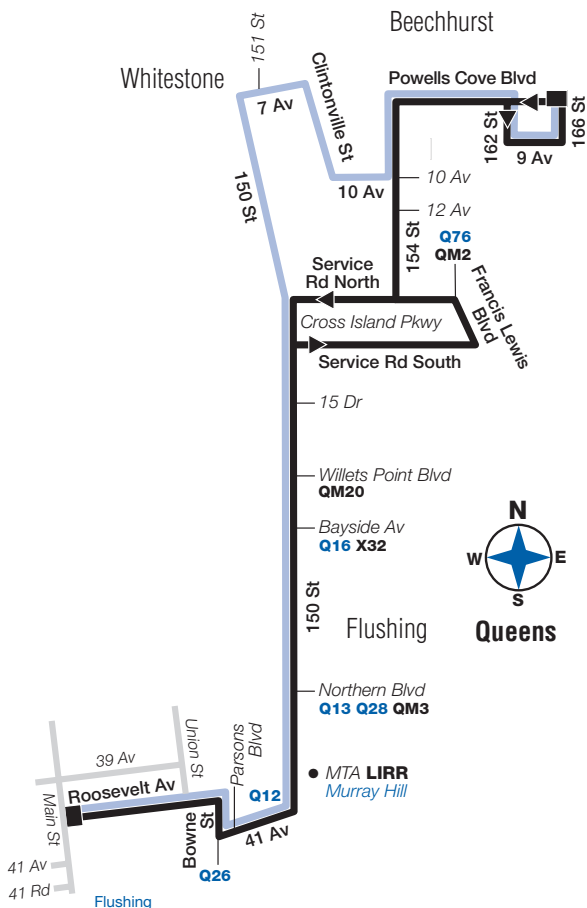 Beechhurst
151 St
Whitestone
Clintonville St
Powells Cove Blvd
7 Av
162 St
166 St
9 Av
150 St
10 Av
10 Av
12 Av
154 St
Q76
QM2
Service
Rd North
Francis Lewis
Blvd
Cross Island Pkwy
Service Rd South
15 Dr
Willets Point Blvd
QM20
Bayside Av
Q16 X32
N
W
E
S
Queens
150 St
Flushing
Northern Blvd
Q13 Q28 QM3
Union St
Parsons
Blvd
39 Av
MTA LIRR
Murray Hill
Roosevelt Av
Q12
Main St
Bowne
St
41 Av
41 Av
Q26
41 Rd
Flushing